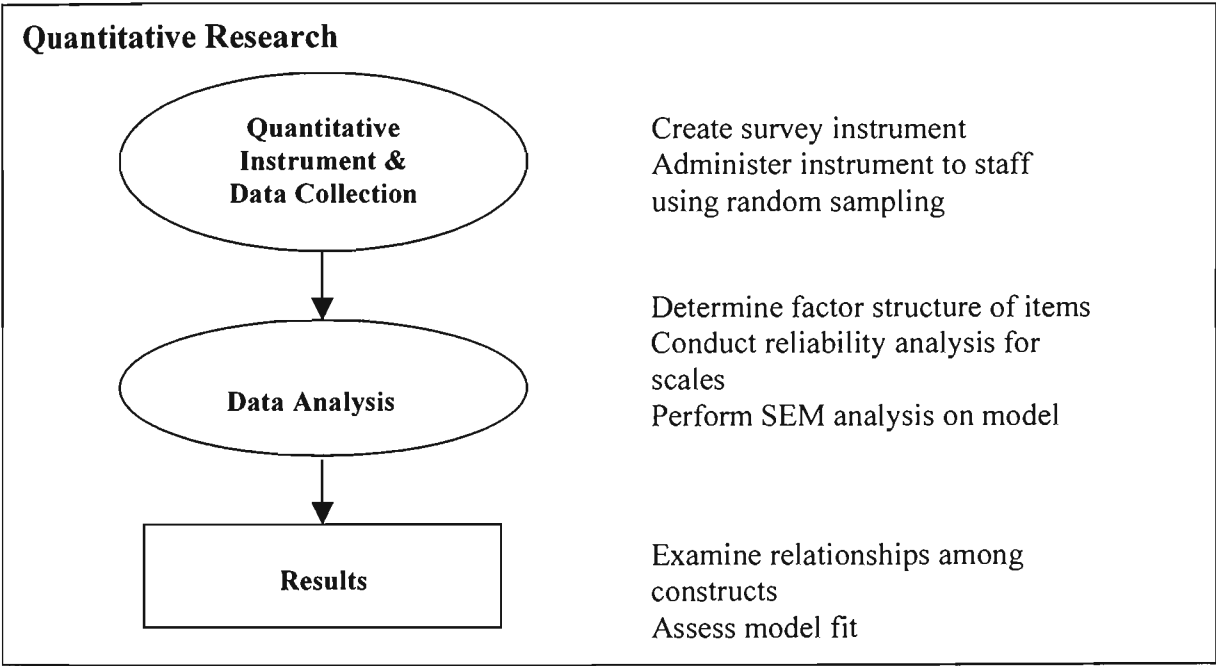 Quantitative Research
Quantitative
Instrument &
Data Collection
Create survey instrument
Administer instrument to staff
using random sampling
Data Analysis
Determine factor structure of items
Conduct reliability analysis for
scales
Perform SEM analysis on model
Results
Examine relationships among
constructs
Assess model fit